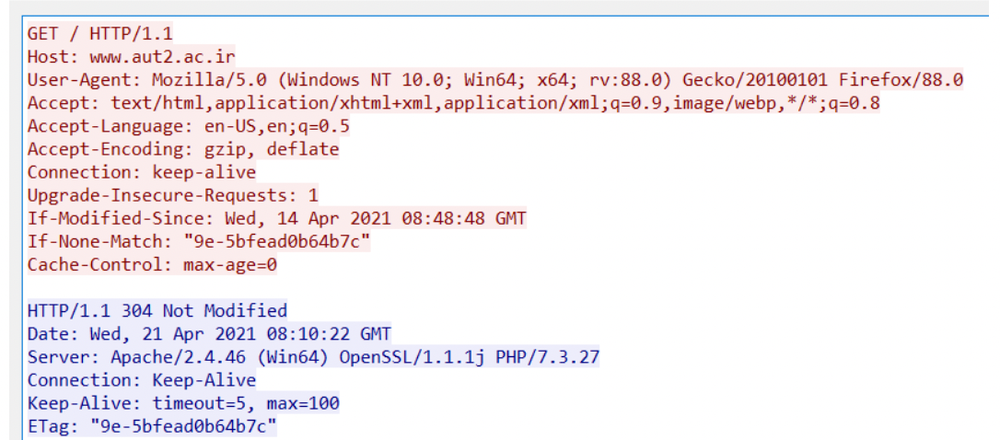 GET / HTTP/1.1
Host: www.aut2.ac.ir
User-Agent: Mozilla/5.0 (Windows NT 10.0; Win64; x64; rv:88.0) Gecko/20100101 Firefox/88.0
Accept: text/html,application/xhtml+xml,application/xml;q=0.9,image/webp,*/*;q=0.8
Accept-Language: en-US,en;q=0.5
Accept-Encoding: gzip, deflate
Connection: keep-alive
Upgrade-Insecure-Requests: 1
If-Modified-Since: Wed, 14 Apr 2021 08:48:48 GMT
If-None-Match: "9e-5bfead0b64b7c"
Cache-Control: max-age=0

HTTP/1.1 304 Not Modified
Date: Wed, 21 Apr 2021 08:10:22 GMT
Server: Apache/2.4.46 (Win64) OpenSSL/1.1.1j PHP/7.3.27
Connection: Keep-Alive
Keep-Alive: timeout=5, max=100
ETag: "9e-5bfead0b64b7c"